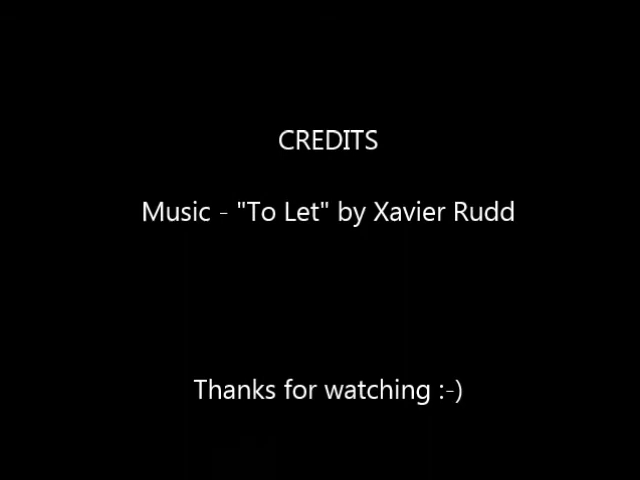 CREDITS
Music - "To Let" by Xavier Rudd
Thanks for watching :-)